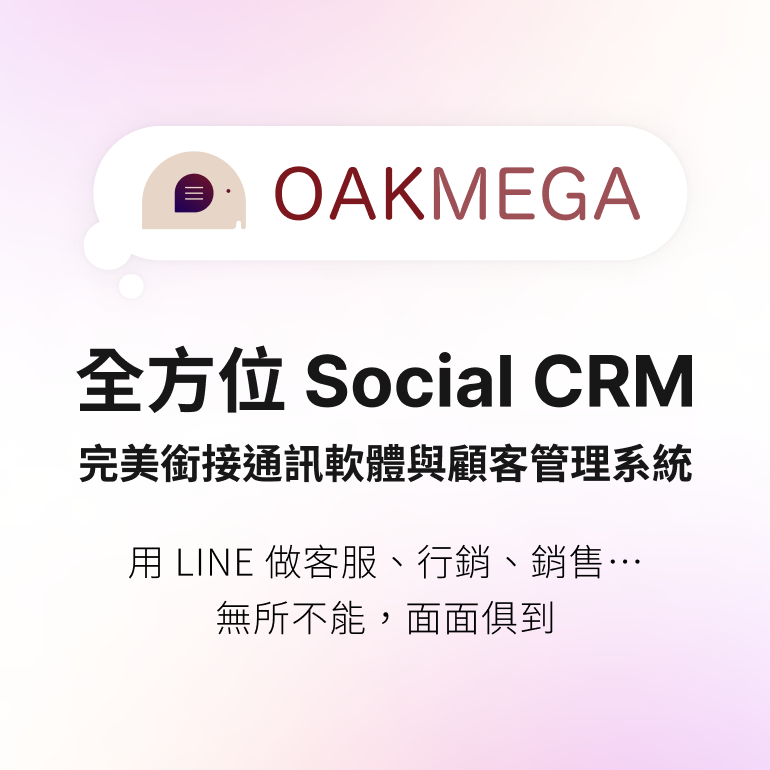 OAKMEGA
全方位 Social CRM
完美銜接通訊軟體與顧客管理系統
用 LINE 做客服、行銷、銷售…
無所不能，面面俱到